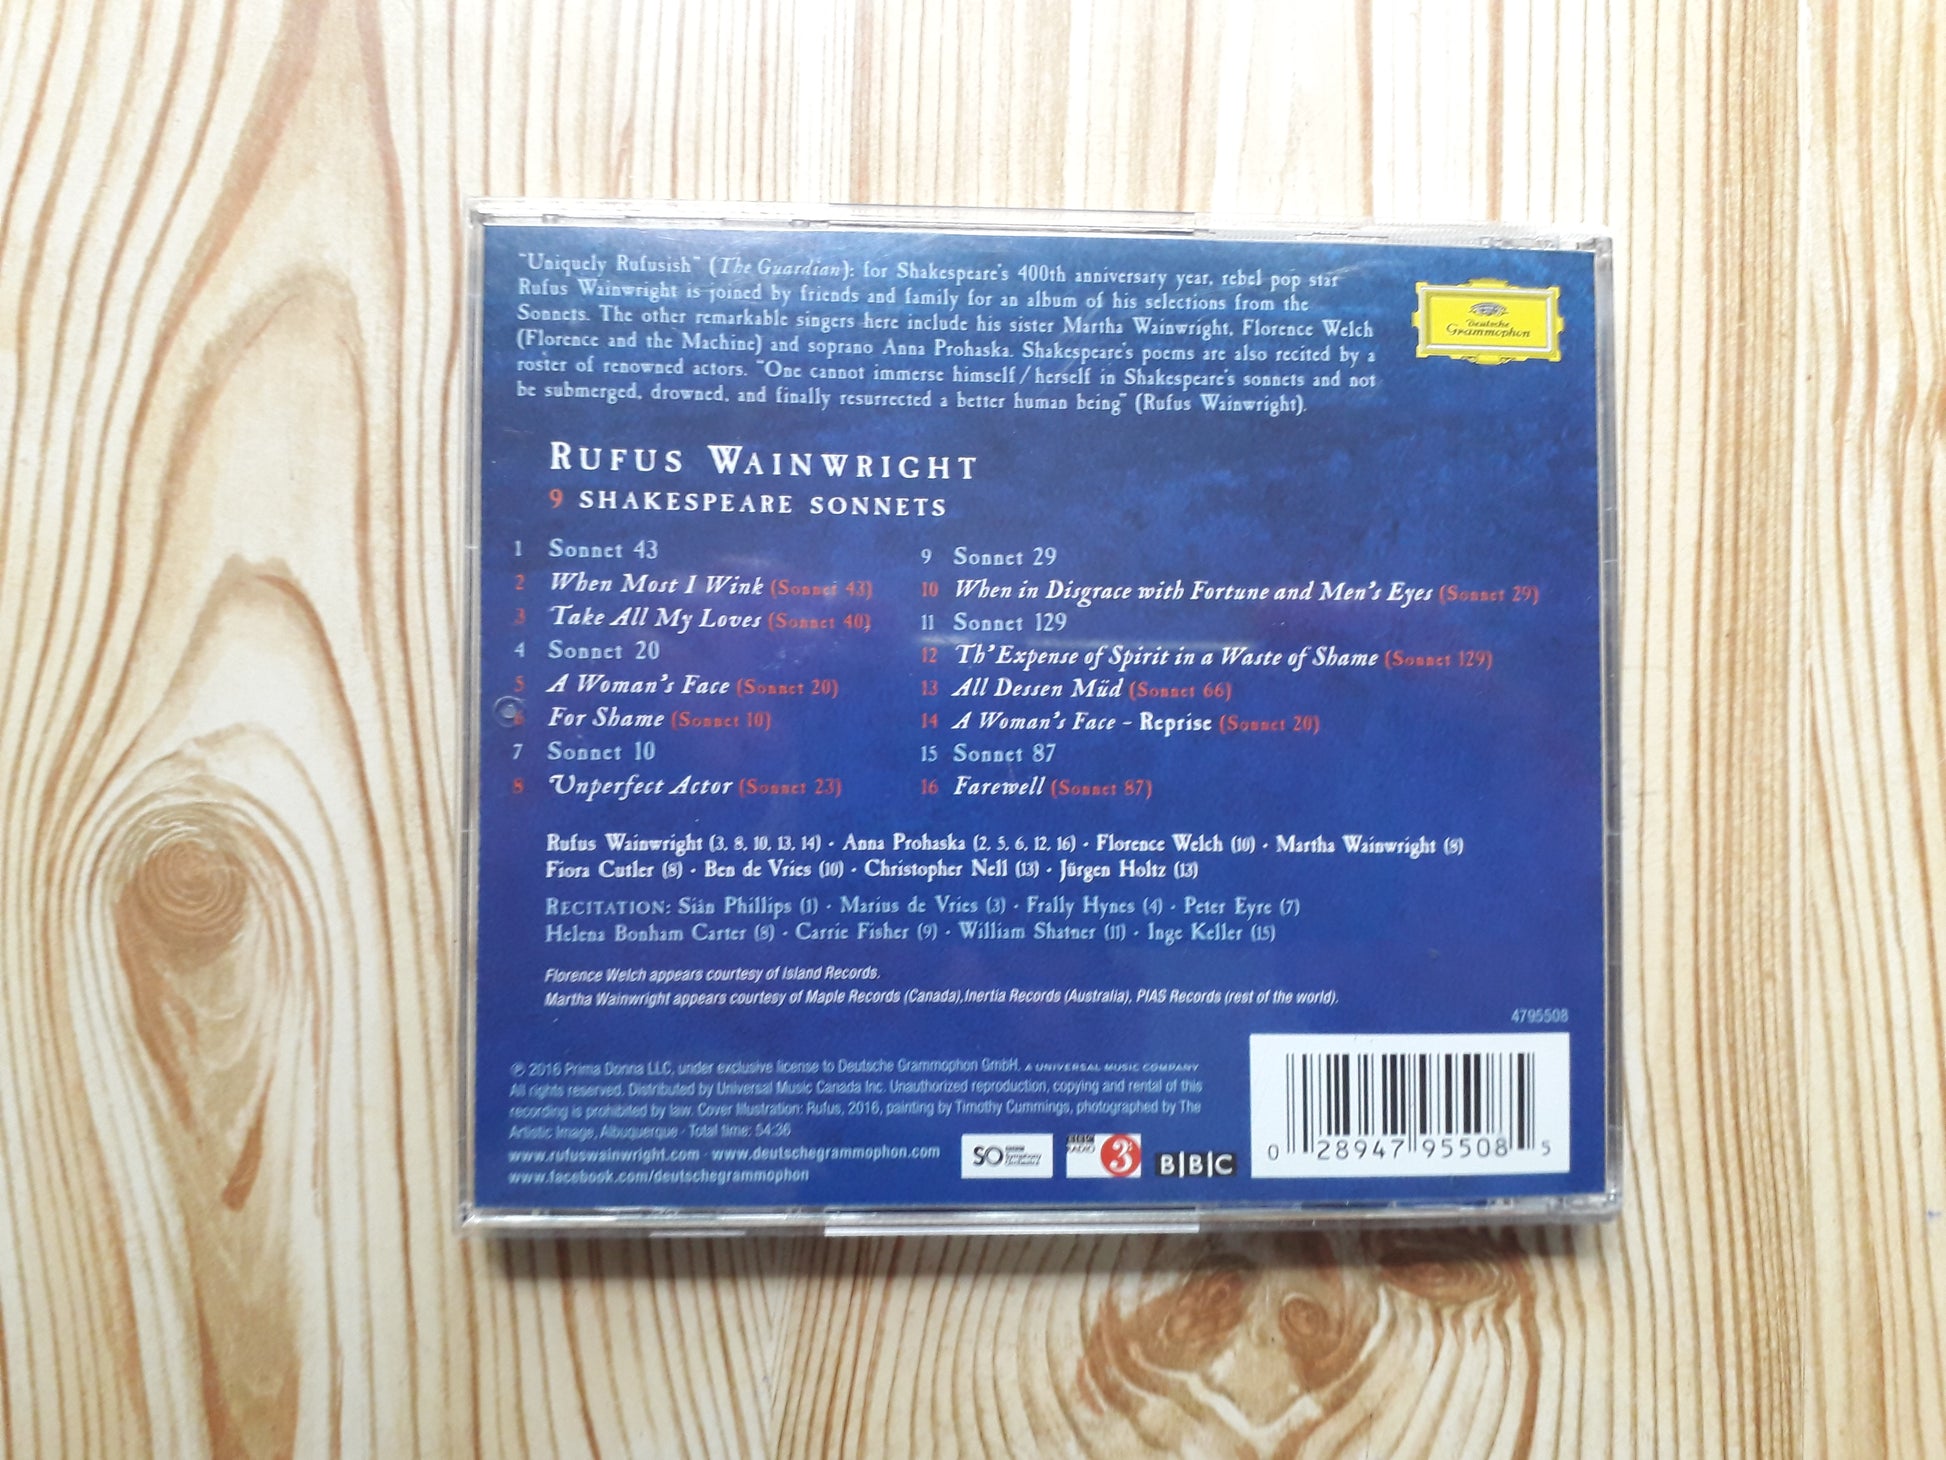 "Uniquely Rufusish" (The Guardian): for Shakespeare's 400th anniversary year, rebel pop star
Rufus Wainwright is joined by friends and family for an album of his selections from the
Sonnets. The other remarkable singers here include his sister Martha Wainwright, Florence Welch
(Florence and the Machine) and soprano Anna Prohaska. Shakespeare's poems are also recited by a
roster of renowned actors. "One cannot immerse himself/herself in Shakespeare's sonnets and not
be submerged, drowned, and finally resurrected a better human being" (Rufus Wainwright).
Deutsche
Grammophon
RUFUS WAINWRIGHT
9 SHAKESPEARE SONNETS
1 Sonnet 43
2 When Most I Wink (Sonnet 43)
3 Take All My Loves (Sonnet 40)
4 Sonnet 20
5 A Woman's Face (Sonnet 20)
6 For Shame (Sonnet 10)
7 Sonnet 10
8 Unperfect Actor (Sonnet 23)
9 Sonnet 29
10 When in Disgrace with Fortune and Men's Eyes (Sonnet 29)
11 Sonnet 129
12 Th'Expense of Spirit in a Waste of Shame (Sonnet 129)
13 All Dessen Müd (Sonnet 66)
14 A Woman's Face - Reprise (Sonnet 20)
15 Sonnet 87
16 Farewell (Sonnet 87)
Rufus Wainwright (3, 8, 10, 13, 14) · Anna Prohaska (2, 5, 6, 12, 16) · Florence Welch (10) · Martha Wainwright (8)
Fiora Cutler (8) · Ben de Vries (10) · Christopher Nell (13) · Jürgen Holtz (13)
RECITATION: Siân Phillips (1) · Marius de Vries (3) · Frally Hynes (4) · Peter Eyre (7)
Helena Bonham Carter (8) · Carrie Fisher (9) · William Shatner (11) · Inge Keller (15)
Florence Welch appears courtesy of Island Records.
Martha Wainwright appears courtesy of Maple Records (Canada), Inertia Records (Australia), PIAS Records (rest of the world).
4795508
℗ 2016 Prima Donna LLC, under exclusive license to Deutsche Grammophon GmbH. A UNIVERSAL MUSIC COMPANY
All rights reserved. Distributed by Universal Music Canada Inc. Unauthorized reproduction, copying and rental of this
recording is prohibited by law. Cover Illustration: Rufus, 2016, painting by Timothy Cummings, photographed by The
Artistic Image, Albuquerque · Total time: 54:36
www.rufuswainwright.com · www.deutschegrammophon.com
www.facebook.com/deutschegrammophon
SO BBC Symphony Orchestra
BBC RADIO 3
BBC
0 28947 95508 5